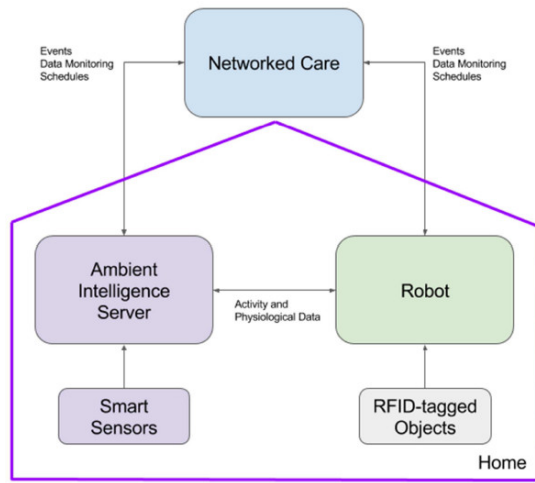 Events
Data Monitoring
Schedules
Networked Care
Events
Data Monitoring
Schedules
Ambient
Intelligence
Server
Activity and
Physiological Data
Robot
Smart
Sensors
RFID-tagged
Objects
Home